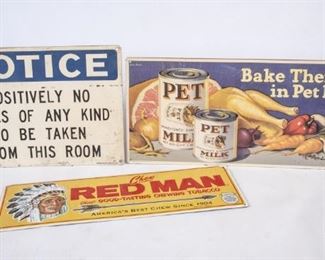 OTICE
OSITIVELY NO
ES OF ANY KIND
O BE TAKEN
OM THIS ROOM
Bake The
in Pet
PET
MILK
PET
MILK
Chew
RED MAN
GOOD-TASTING CHEWING TOBACCO
AMERICA'S BEST CHEW SINCE 1904